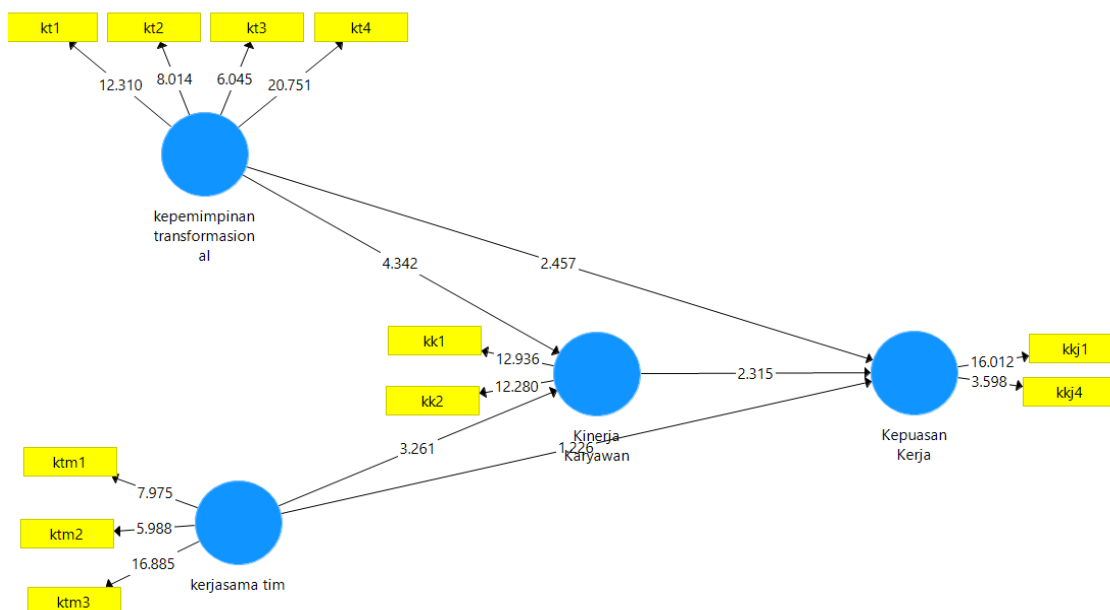 kt1
kt2
kt3
kt4
12.310
8.014
6.045
20.751
kepemimpinan
transformasion
al
4.342
2.457
kk1
12.936
kk2
12.280
Kinerja
Karyawan
2.315
16.012
kkj1
3.598
kkj4
Kepuasan
Kerja
3.261
1.226
ktm1
7.975
ktm2
5.988
16.885
ktm3
kerjasama tim